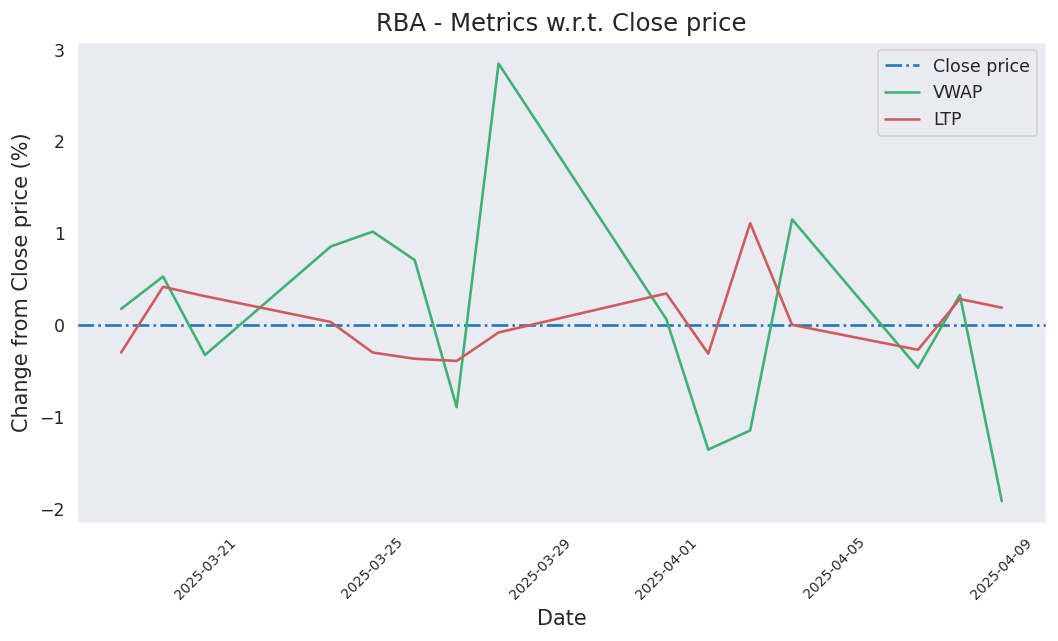 RBA - Metrics w.r.t. Close price
Change from Close price (%)
3
2
1
0
−1
−2
Close price
VWAP
LTP
2025-03-21
2025-03-25
2025-03-29
2025-04-01
2025-04-05
2025-04-09
Date